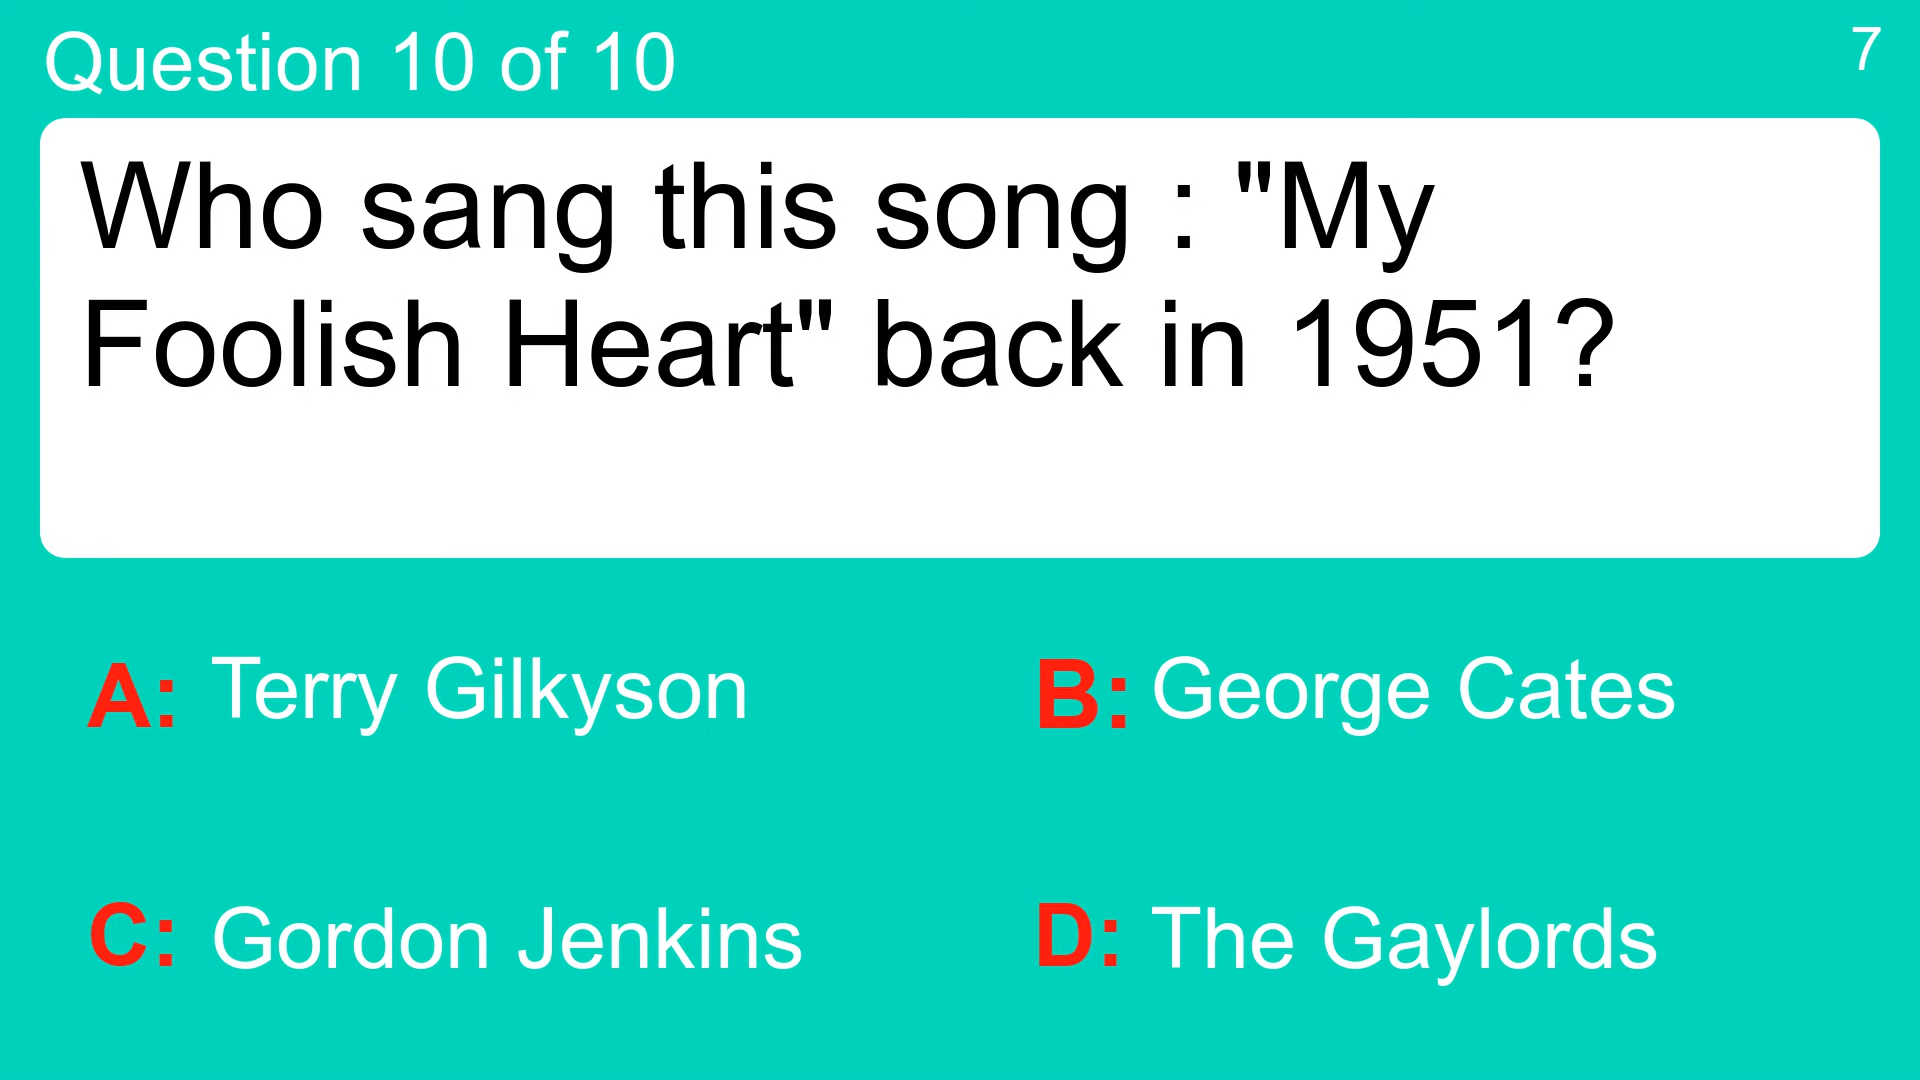 Question 10 of 10
7
Who sang this song : "My
Foolish Heart" back in 1951?
A: Terry Gilkyson
B: George Cates
C: Gordon Jenkins
D: The Gaylords